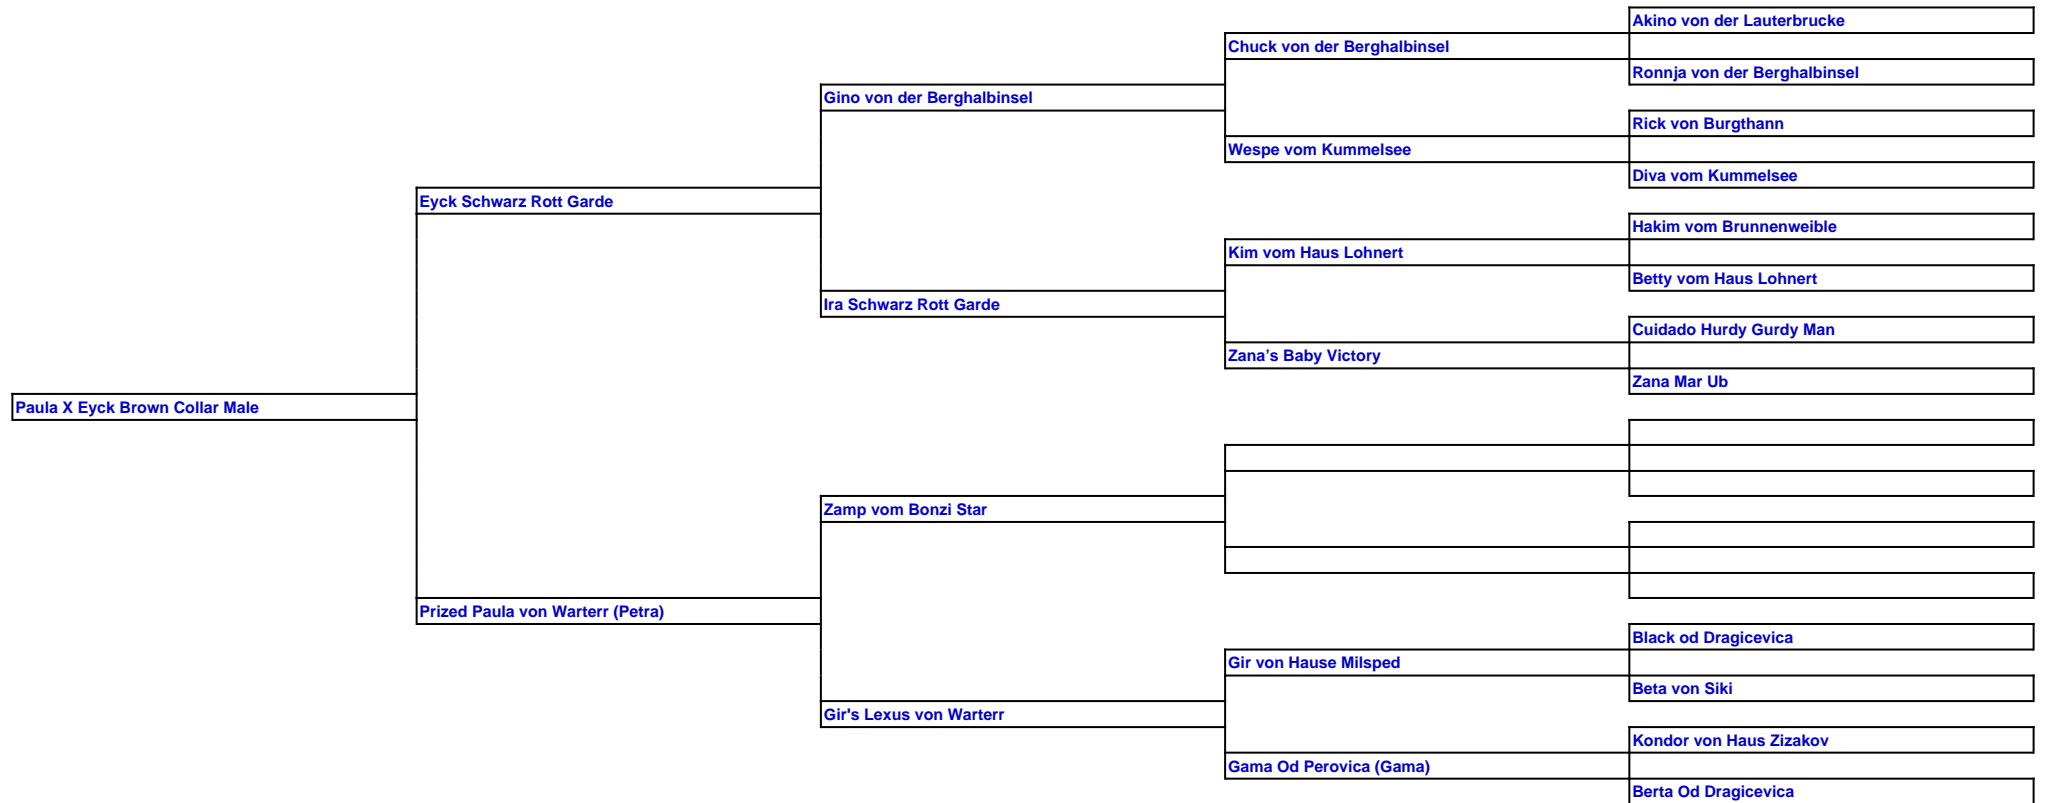 Akino von der Lauterbrucke
Chuck von der Berghalbinsel
Ronnja von der Berghalbinsel
Gino von der Berghalbinsel
Rick von Burgthann
Wespe vom Kummelsee
Diva vom Kummelsee
Eyck Schwarz Rott Garde
Hakim vom Brunnenweible
Kim vom Haus Lohnert
Betty vom Haus Lohnert
Ira Schwarz Rott Garde
Cuidado Hurdy Gurdy Man
Zana’s Baby Victory
Zana Mar Ub
Paula X Eyck Brown Collar Male
Zamp vom Bonzi Star
Prized Paula von Warterr (Petra)
Black od Dragicevica
Gir von Hause Milsped
Beta von Siki
Gir's Lexus von Warterr
Kondor von Haus Zizakov
Gama Od Perovica (Gama)
Berta Od Dragicevica